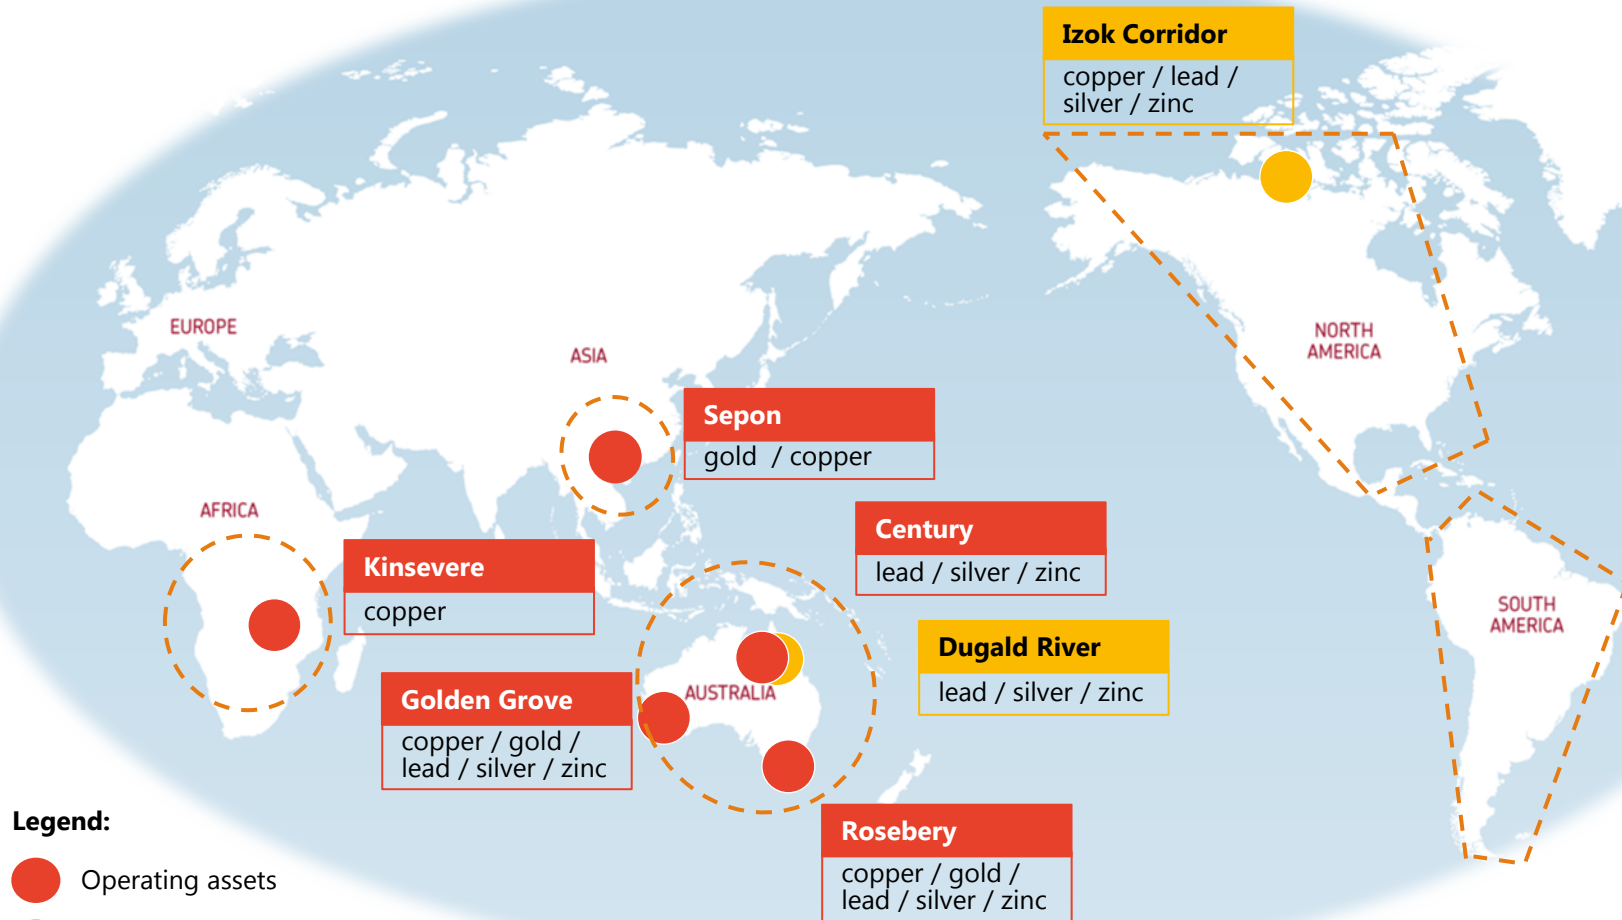 Izok Corridor
copper / lead /
silver / zinc
EUROPE
ASIA
NORTH
AMERICA
Sepon
gold / copper
AFRICA
Century
lead / silver / zinc
Kinsevere
copper
SOUTH
AMERICA
Dugald River
lead / silver / zinc
AUSTRALIA
Golden Grove
copper / gold /
lead / silver / zinc
Rosebery
copper / gold /
lead / silver / zinc
Legend:
Operating assets